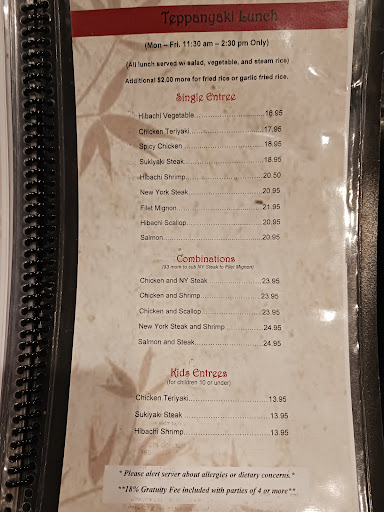 Teppanyaki Lunch
(Mon – Fri. 11:30 am – 2:30 pm Only)
(All lunch served w/ salad, vegetable, and steam rice)
Additional $2.00 more for fried rice or garlic fried rice.
Single Entree
Hibachi Vegetable......................16.95
Chicken Teriyaki........................17.95
Spicy Chicken ...........................18.95
Sukiyaki Steak...........................18.95
Hibachi Shrimp..........................20.50
New York Steak.........................20.95
Filet Mignon...............................21.95
Hibachi Scallop..........................20.95
Salmon.......................................20.95
Combinations
($3 more to sub NY Steak to Filet Mignon)
Chicken and NY Steak ...............23.95
Chicken and Shrimp...................23.95
Chicken and Scallop..................23.95
New York Steak and Shrimp.......24.95
Salmon and Steak......................24.95
Kids Entrees
(for children 10 or under)
Chicken Teriyaki.........................13.95
Sukiyaki Steak ...........................13.95
Hibachi Shrimp...........................13.95
* Please alert server about allergies or dietary concerns.*
**18% Gratuity Fee included with parties of 4 or more**